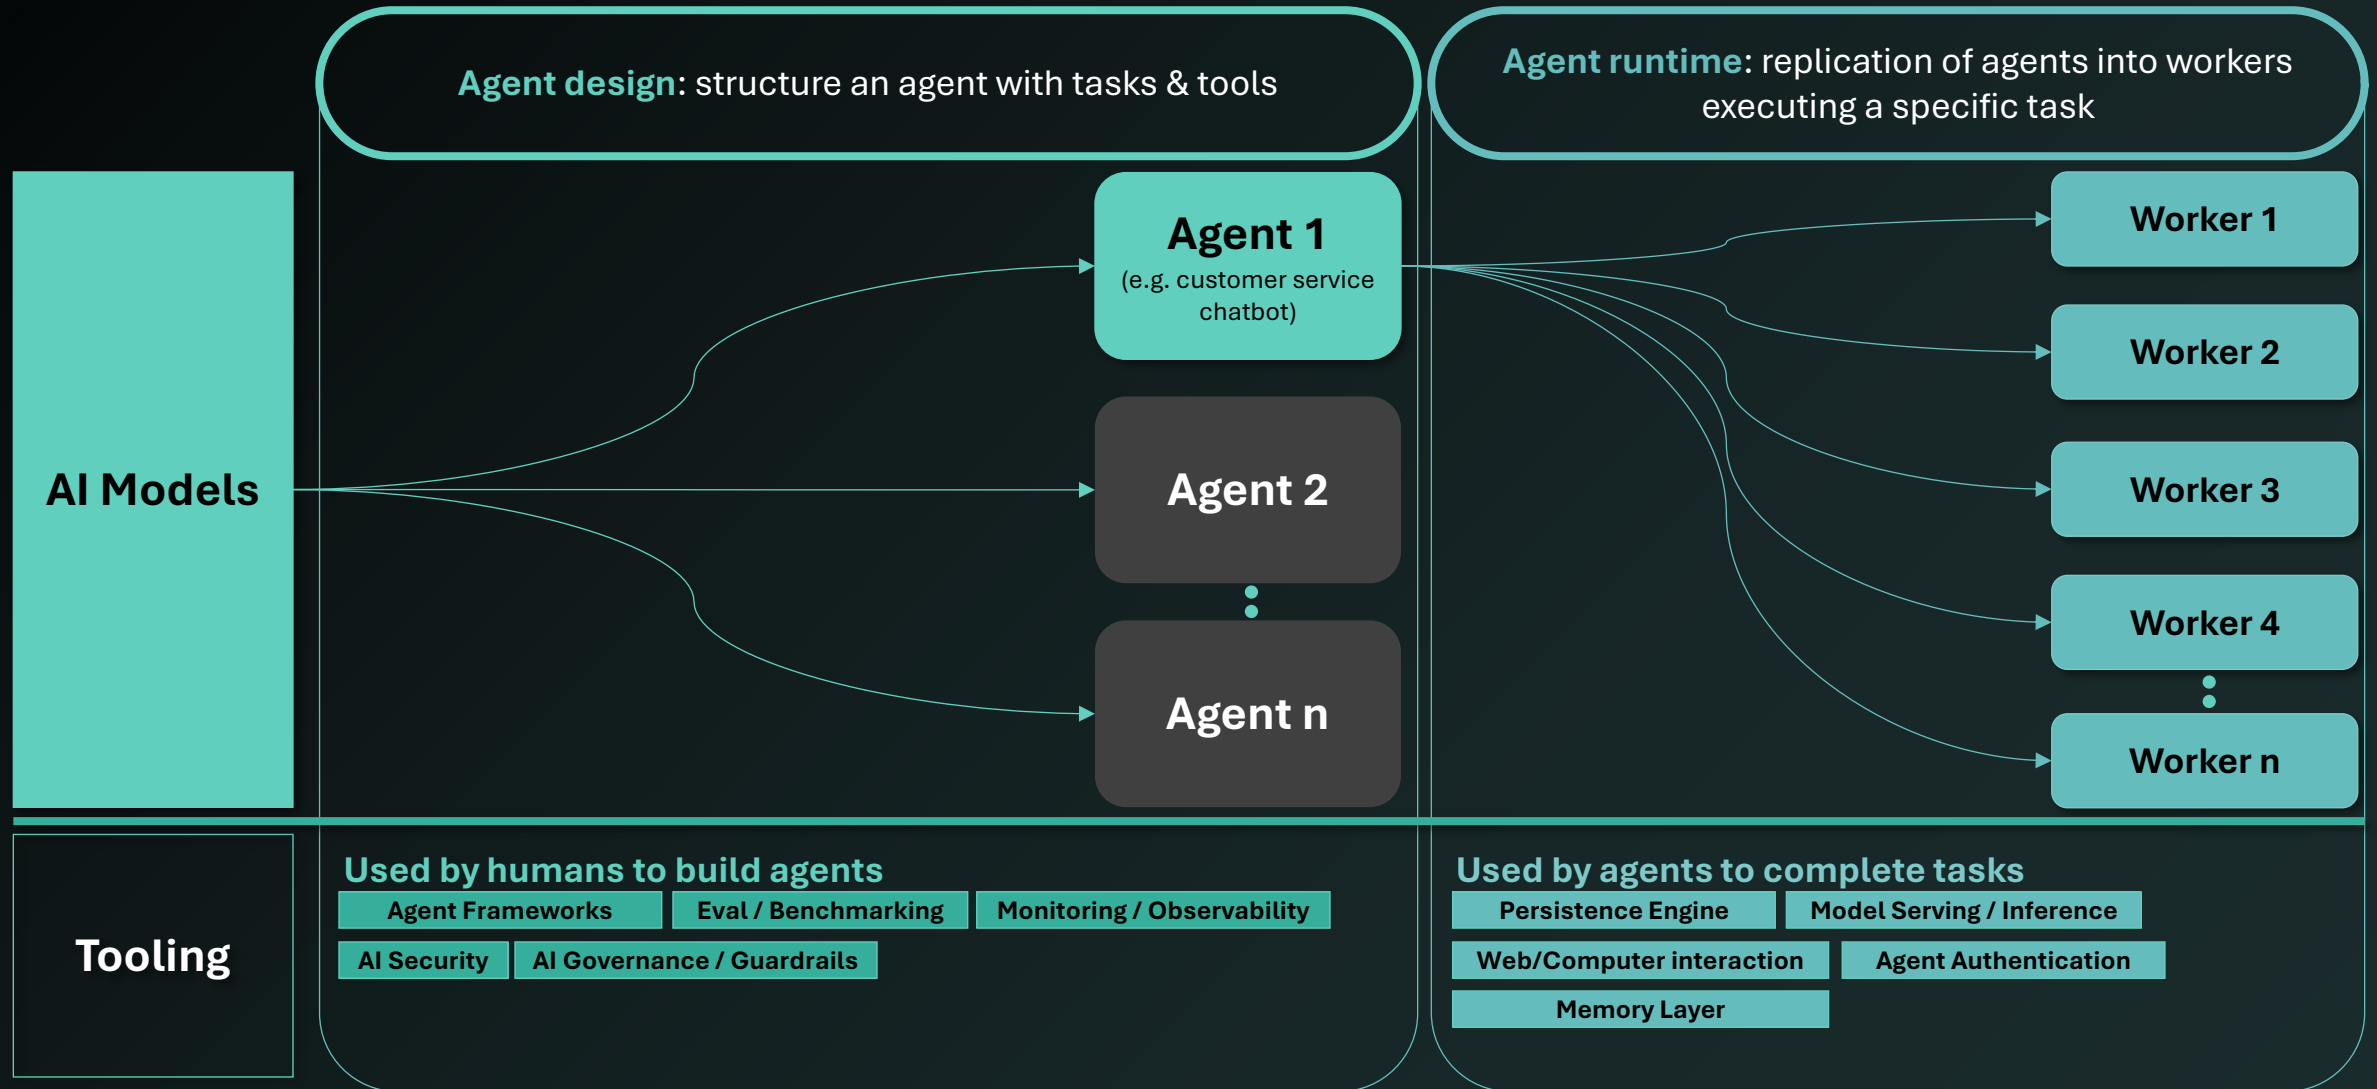 Agent design: structure an agent with tasks & tools
Agent runtime: replication of agents into workers
executing a specific task
AI Models
Agent 1
(e.g. customer service
chatbot)
Agent 2
Agent n
Worker 1
Worker 2
Worker 3
Worker 4
Worker n
Tooling
Used by humans to build agents
Agent Frameworks
Eval / Benchmarking
Monitoring / Observability
AI Security
AI Governance / Guardrails
Used by agents to complete tasks
Persistence Engine
Model Serving / Inference
Web/Computer interaction
Agent Authentication
Memory Layer